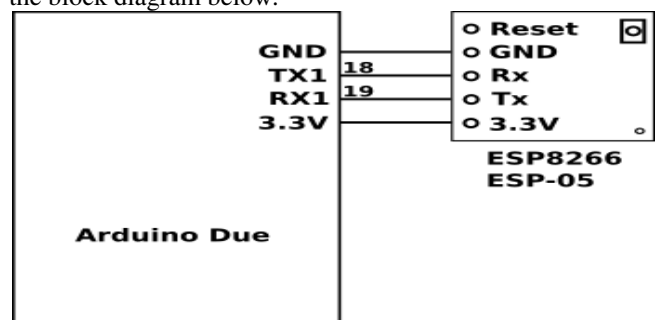 the block diagram below.
GND
TX1
RX1
3.3V
18
19
Reset
GND
Rx
Tx
3.3V
ESP8266
ESP-05
Arduino Due